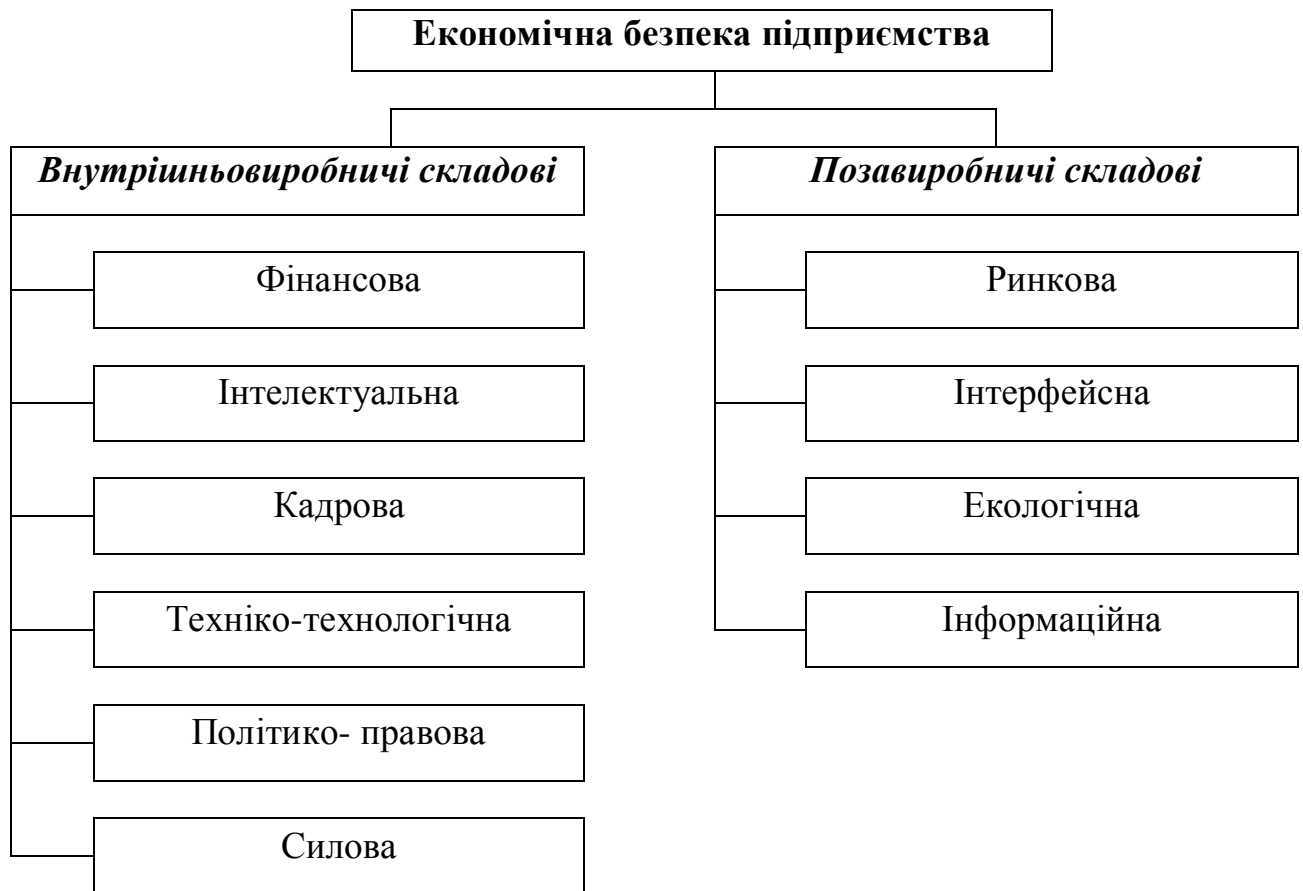 Економічна безпека підприємства
Внутрішньовиробничі складові
Фінансова
Інтелектуальна
Кадрова
Техніко-технологічна
Політико- правова
Силова
Позавиробничі складові
Ринкова
Інтерфейсна
Екологічна
Інформаційна